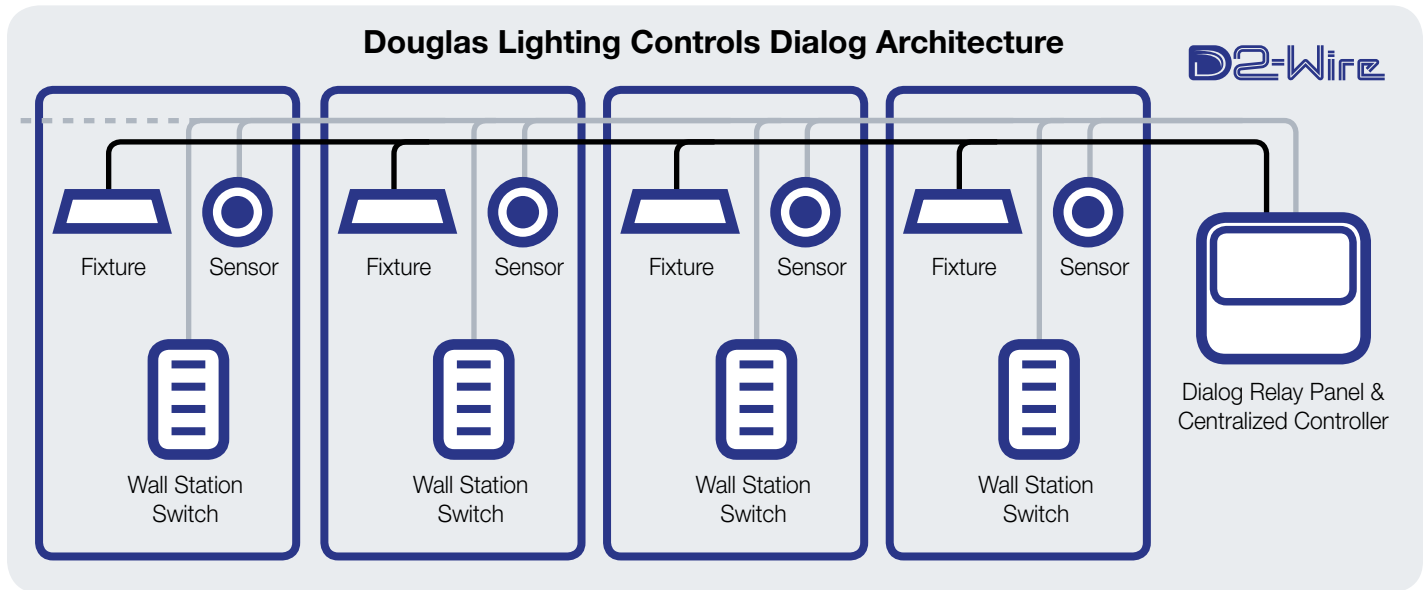 Douglas Lighting Controls Dialog Architecture
D2-Wire
Fixture
Sensor
Wall Station
Switch
Fixture
Sensor
Wall Station
Switch
Fixture
Sensor
Wall Station
Switch
Fixture
Sensor
Wall Station
Switch
Dialog Relay Panel &
Centralized Controller